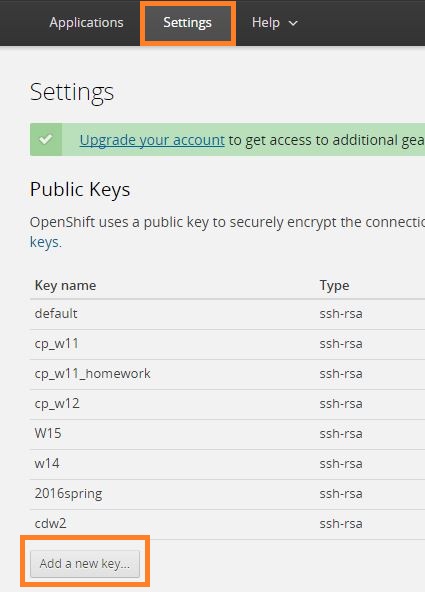 Applications Settings Help
Settings
Upgrade your account to get access to additional gea
Public Keys
OpenShift uses a public key to securely encrypt the connectio
keys.
Key name Type
default ssh-rsa
cp_w11 ssh-rsa
cp_w11_homework ssh-rsa
cp_w12 ssh-rsa
W15 ssh-rsa
w14 ssh-rsa
2016spring ssh-rsa
cdw2 ssh-rsa
Add a new key...